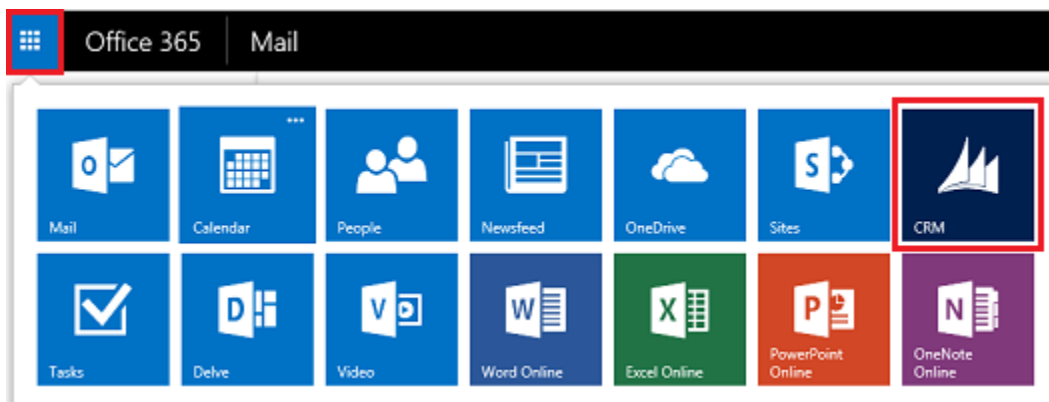 Office 365 Mail
Mail Calendar People Newsfeed OneDrive Sites CRM
Tasks Delve Video Word Online Excel Online PowerPoint Online OneNote Online